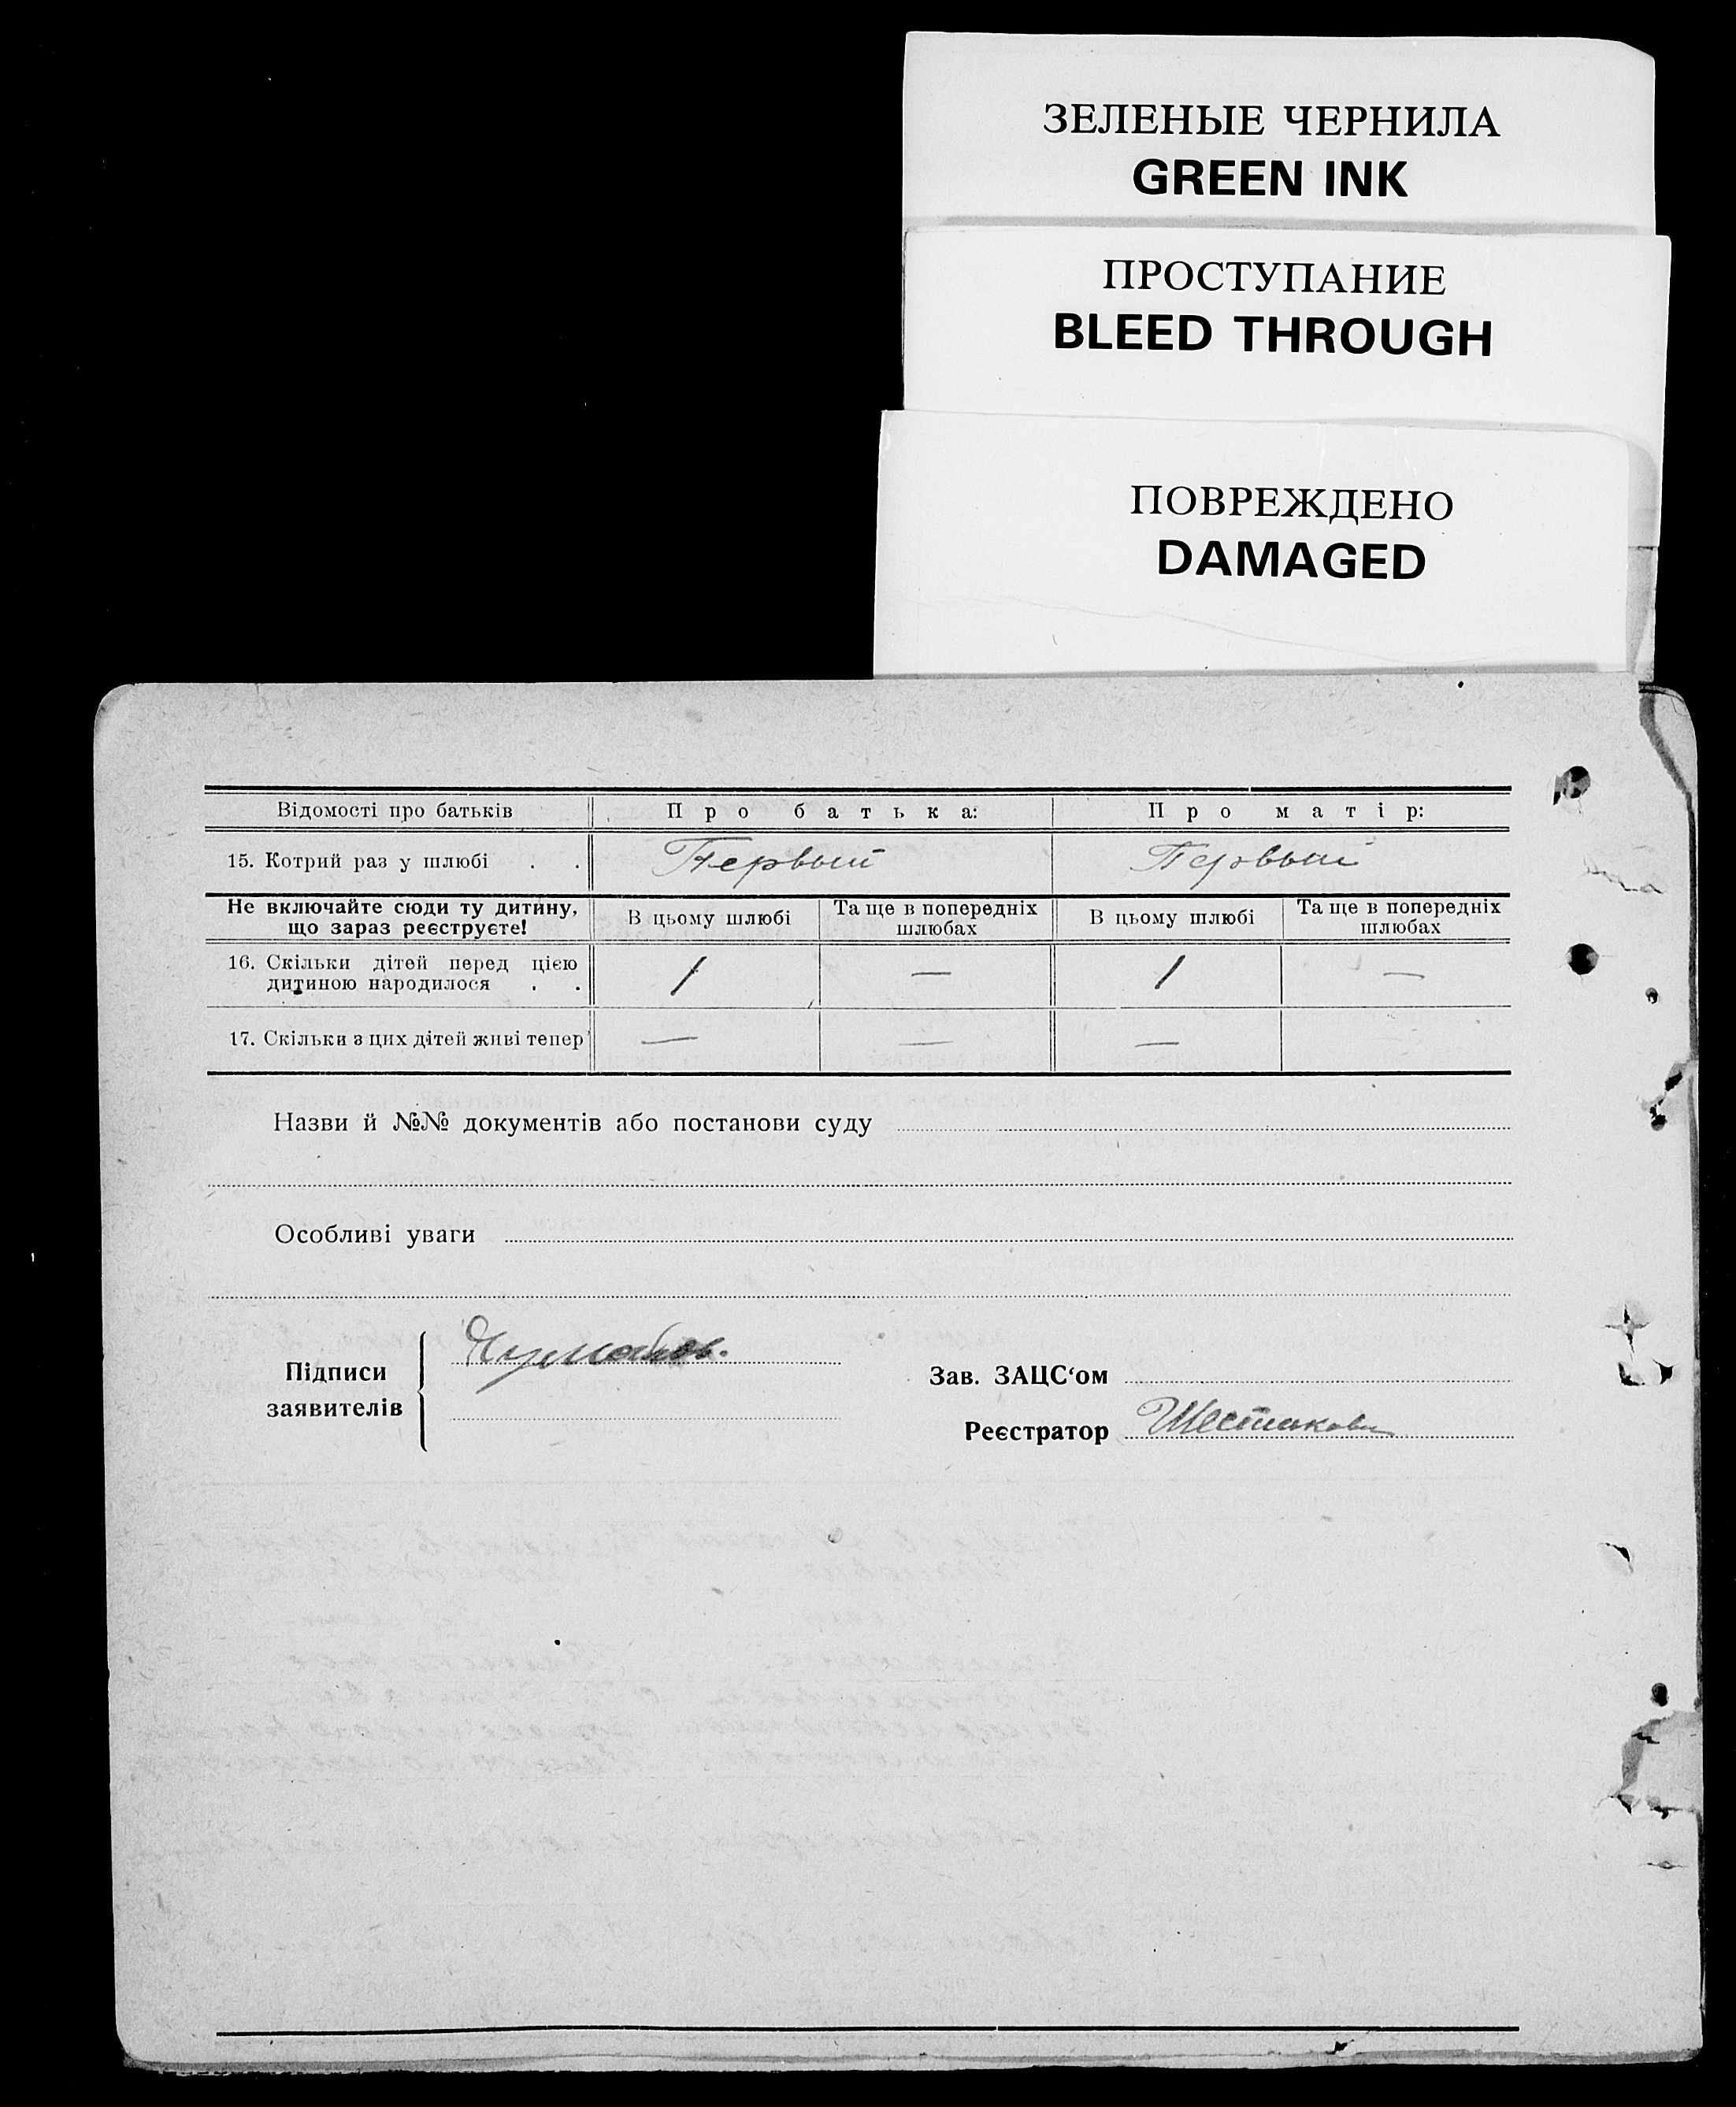 ЗЕЛЕНЫЕ ЧЕРНИЛА
GREEN INK
ПРОСТУПАНИЕ
BLEED THROUGH
ПОВРЕЖДЕНО
DAMAGED
Відомості про батьків Про батька: Про матір:
15. Котрий раз у шлюбі . . Первый Первый
Не включайте сюди ту дитину, що зараз реєструєте! В цьому шлюбі Та ще в попередніх шлюбах В цьому шлюбі Та ще в попередніх шлюбах
16. Скільки дітей перед цією дитиною народилося . . 1 — 1 —
17. Скільки з цих дітей живі тепер — — —
Назви й №№ документів або постанови суду
Особливі уваги
Підписи заявителів
Зав. ЗАЦС‘ом
Реєстратор Шестакова